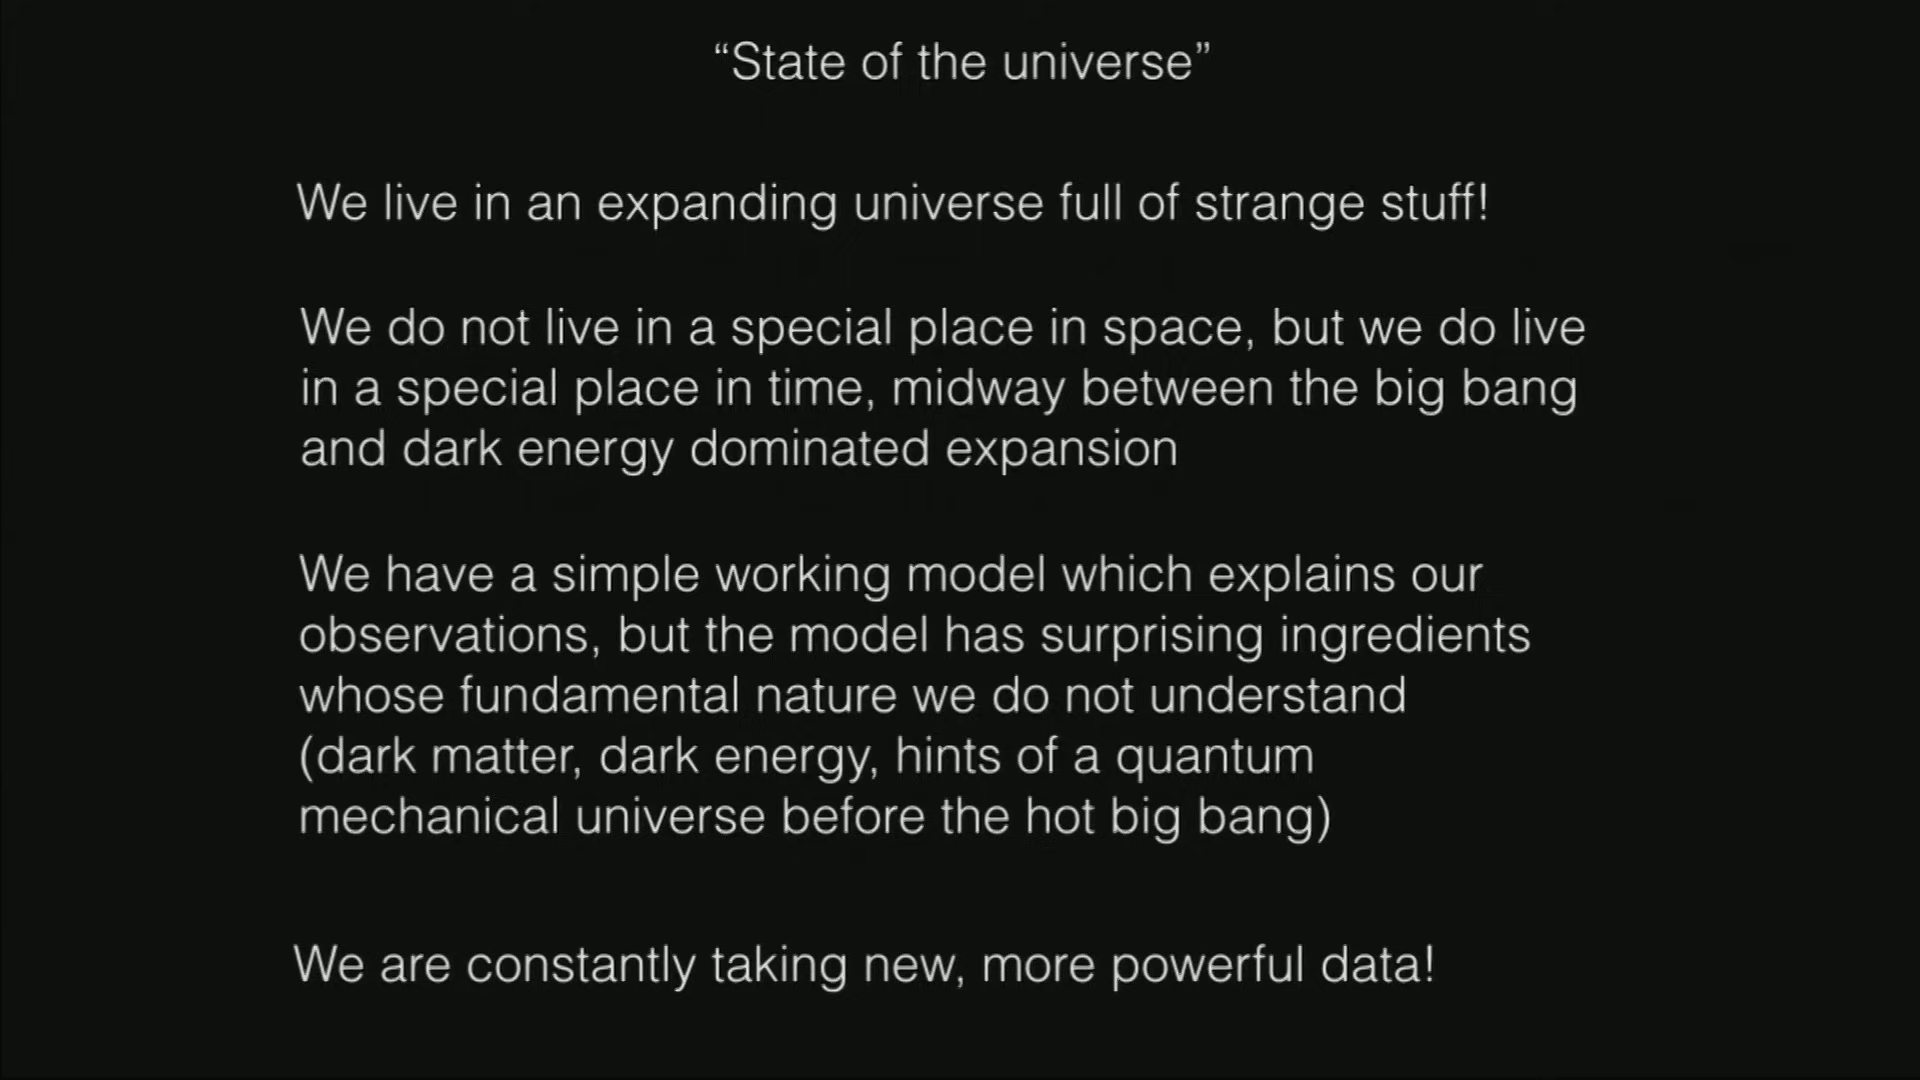 “State of the universe”
We live in an expanding universe full of strange stuff!
We do not live in a special place in space, but we do live
in a special place in time, midway between the big bang
and dark energy dominated expansion
We have a simple working model which explains our
observations, but the model has surprising ingredients
whose fundamental nature we do not understand
(dark matter, dark energy, hints of a quantum
mechanical universe before the hot big bang)
We are constantly taking new, more powerful data!